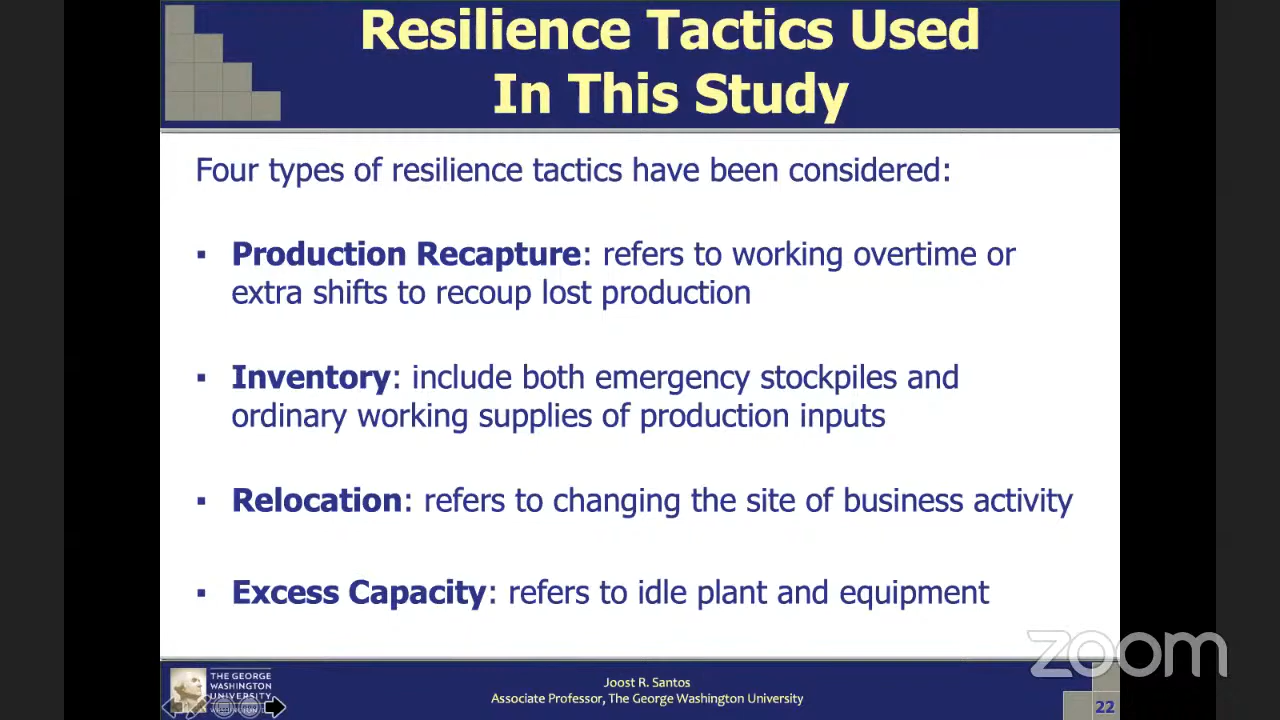 Resilience Tactics Used
In This Study
Four types of resilience tactics have been considered:
▪ Production Recapture: refers to working overtime or
extra shifts to recoup lost production
▪ Inventory: include both emergency stockpiles and
ordinary working supplies of production inputs
▪ Relocation: refers to changing the site of business activity
▪ Excess Capacity: refers to idle plant and equipment
zoom
THE GEORGE
WASHINGTON
UNIVERSITY
Joost R. Santos
Associate Professor, The George Washington University
22